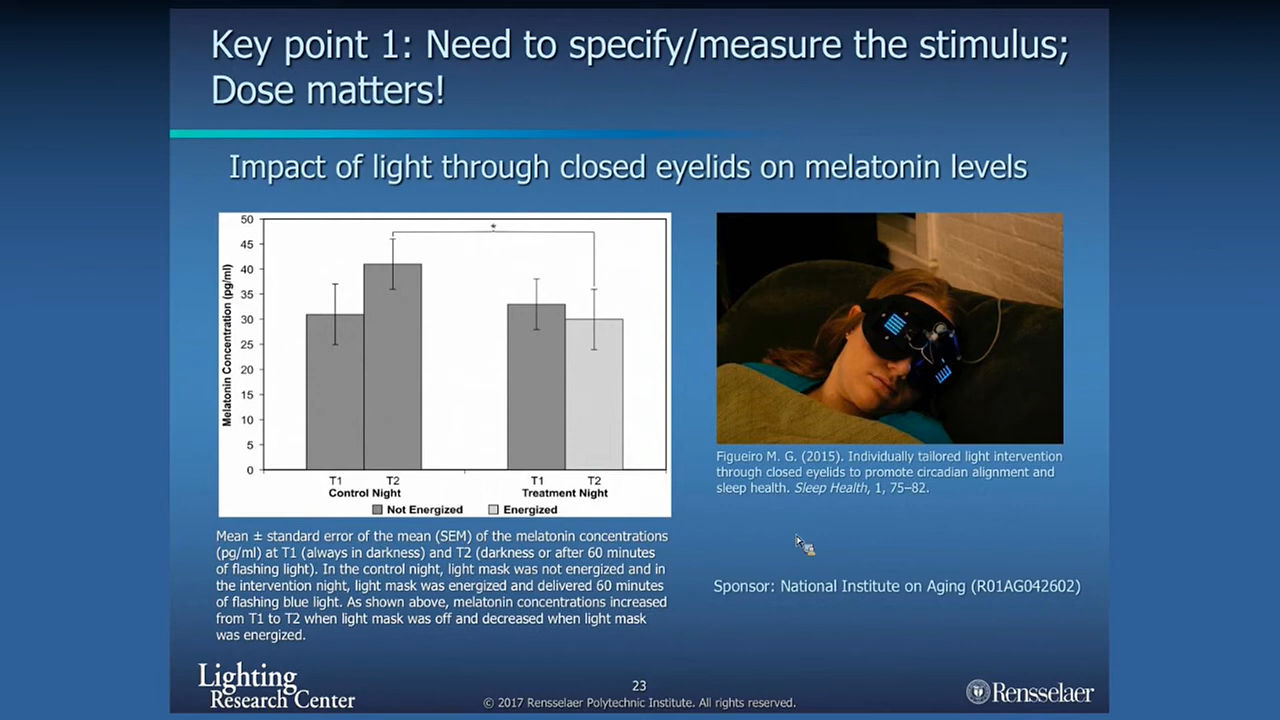 Key point 1: Need to specify/measure the stimulus;
Dose matters!
Impact of light through closed eyelids on melatonin levels
50
45
40
35
30
25
20
15
10
5
0
Melatonin Concentration (pg/ml)
*
T1
T2
T1
T2
Control Night
Treatment Night
Not Energized
Energized
Mean ± standard error of the mean (SEM) of the melatonin concentrations
(pg/ml) at T1 (always in darkness) and T2 (darkness or after 60 minutes
of flashing light). In the control night, light mask was not energized and in
the intervention night, light mask was energized and delivered 60 minutes
of flashing blue light. As shown above, melatonin concentrations increased
from T1 to T2 when light mask was off and decreased when light mask
was energized.
Figueiro M. G. (2015). Individually tailored light intervention
through closed eyelids to promote circadian alignment and
sleep health. Sleep Health, 1, 75–82.
Sponsor: National Institute on Aging (R01AG042602)
Lighting
Research Center
23
© 2017 Rensselaer Polytechnic Institute. All rights reserved.
Rensselaer